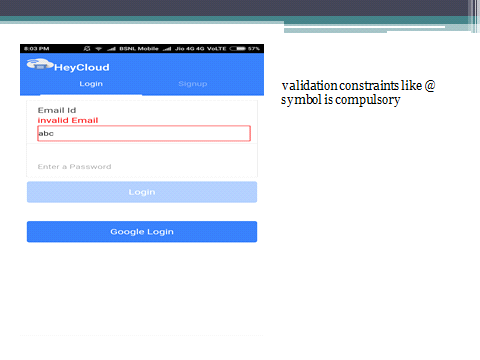 8:03 PM BSNL Mobile Jio 4G 4G VoLTE 57%
HeyCloud
Login Signup
Email Id
invalid Email
abc
Enter a Password
Login
Google Login
validation constraints like @
symbol is compulsory